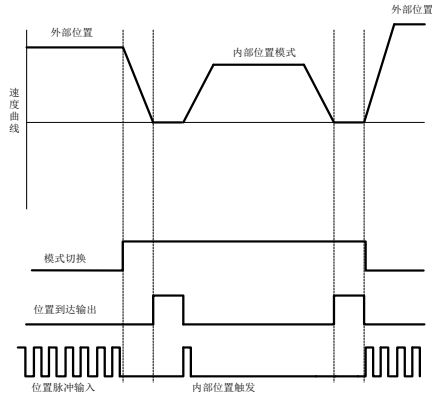 外部位置
外部位置
内部位置模式
速度曲线
模式切换
位置到达输出
位置脉冲输入
内部位置触发